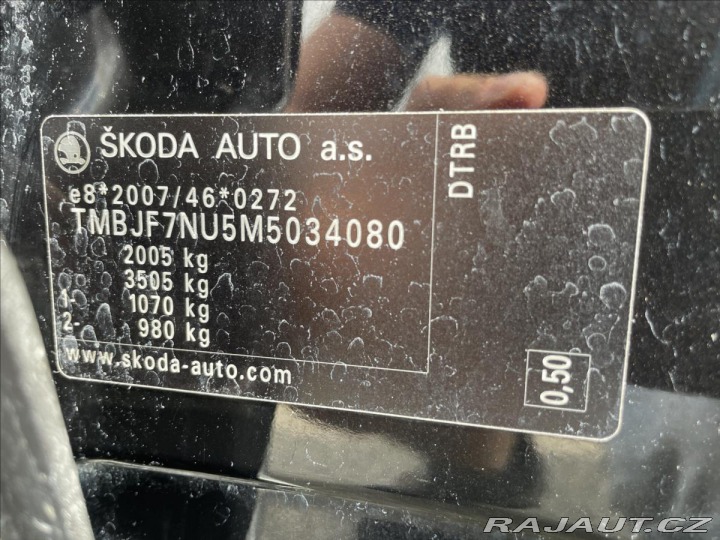 ŠKODA AUTO a.s.
e8*2007/46*0272
TMBJF7NU5M5034080
2005 kg
3505 kg
1- 1070 kg
2- 980 kg
www.skoda-auto.com
DTRB
0,50
RAJAUT.CZ